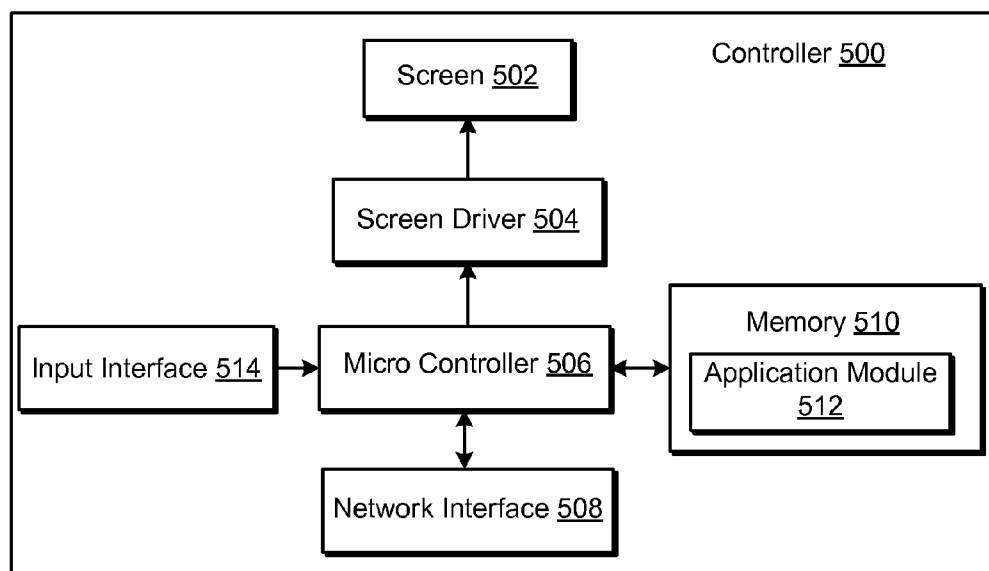 Controller 500
Screen 502
Screen Driver 504
Input Interface 514
Micro Controller 506
Memory 510
Application Module
512
Network Interface 508